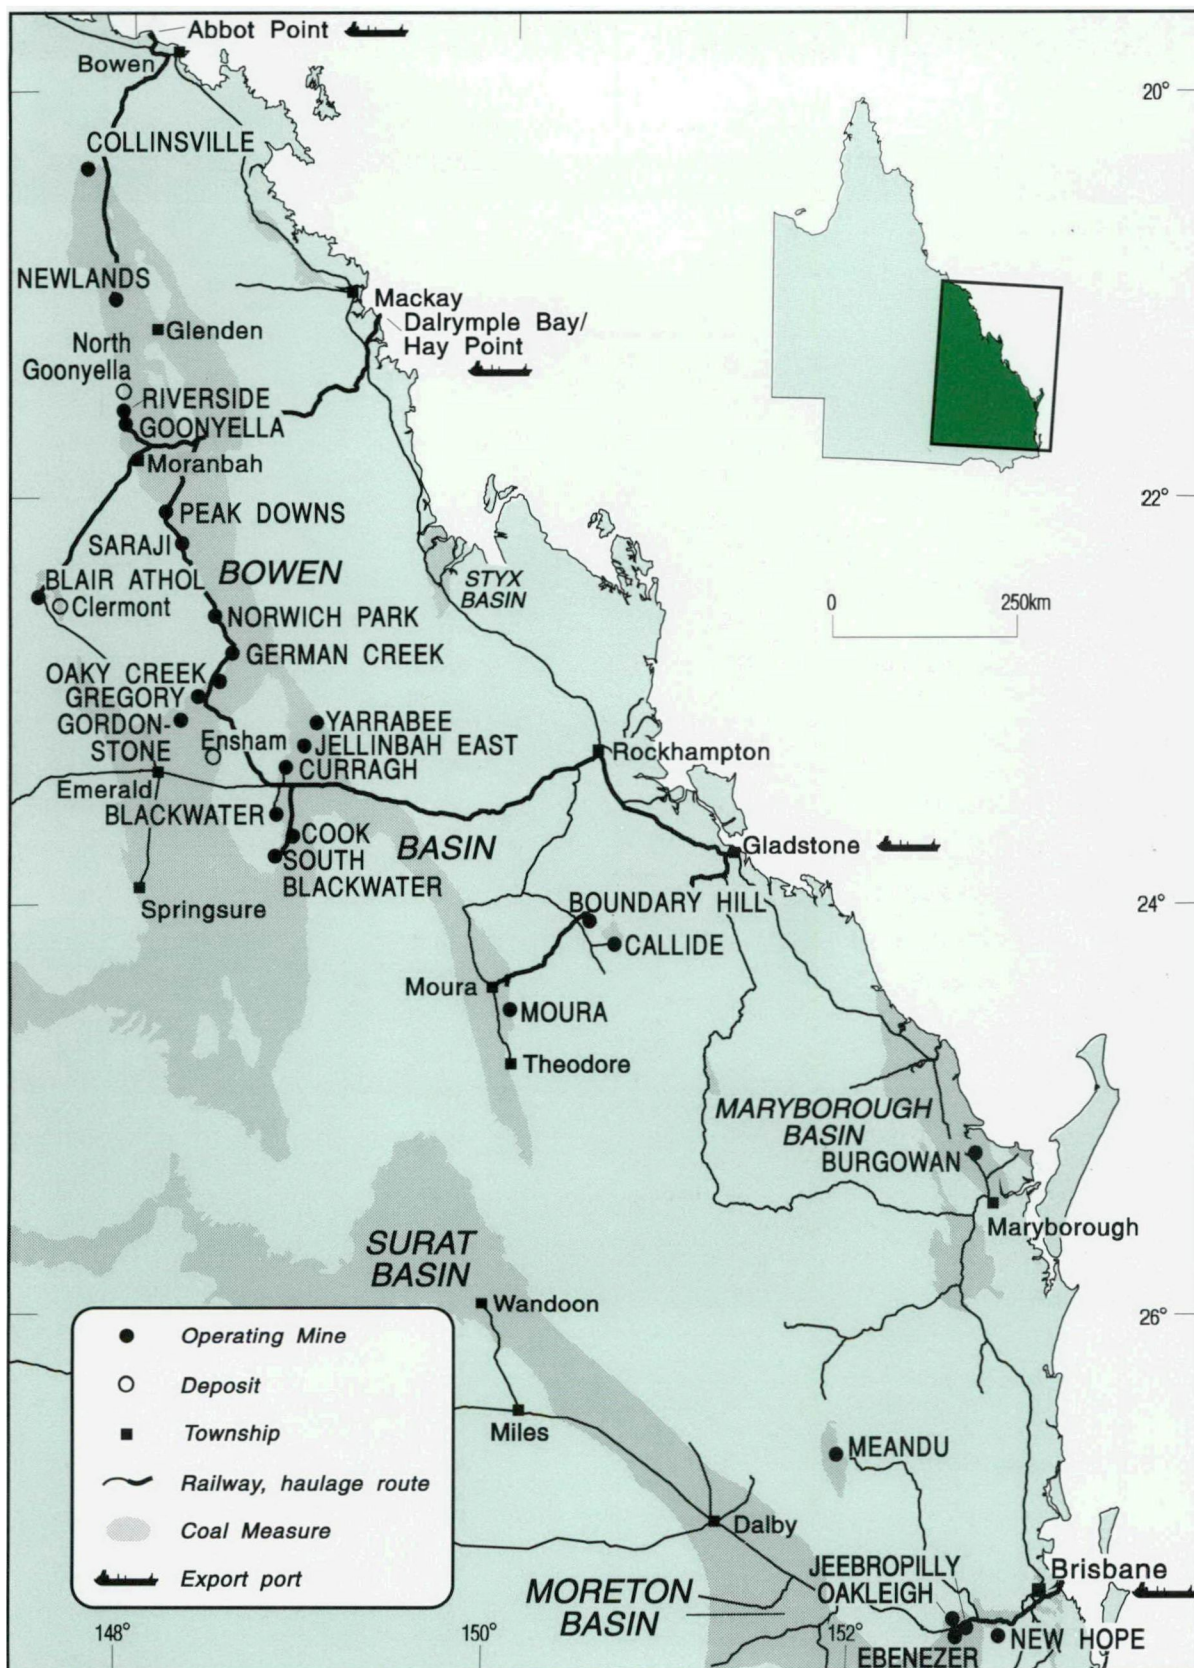 Abbot Point
Bowen
20°
COLLINSVILLE
NEWLANDS
Glenden
Mackay
Dalrymple Bay/
Hay Point
North
Goonyella
RIVERSIDE
GOONYELLA
Moranbah
22°
PEAK DOWNS
SARAJI
BOWEN
BLAIR ATHOL
Clermont
STYX
BASIN
0 250km
NORWICH PARK
GERMAN CREEK
OAKY CREEK
GREGORY
GORDON-
STONE
Ensham
YARRABEE
JELLINBAH EAST
CURRAGH
Rockhampton
Emerald
BLACKWATER
COOK
SOUTH
BLACKWATER
BASIN
Gladstone
Springsure
BOUNDARY HILL
24°
CALLIDE
Moura
MOURA
Theodore
MARYBOROUGH
BASIN
BURGOWAN
Maryborough
SURAT
BASIN
Wandoon
26°
Operating Mine
Deposit
Township
Railway, haulage route
Coal Measure
Export port
Miles
MEANDU
Dalby
JEEBROPILLY
OAKLEIGH
Brisbane
MORETON
BASIN
EBENEZER
NEW HOPE
148°
150°
152°